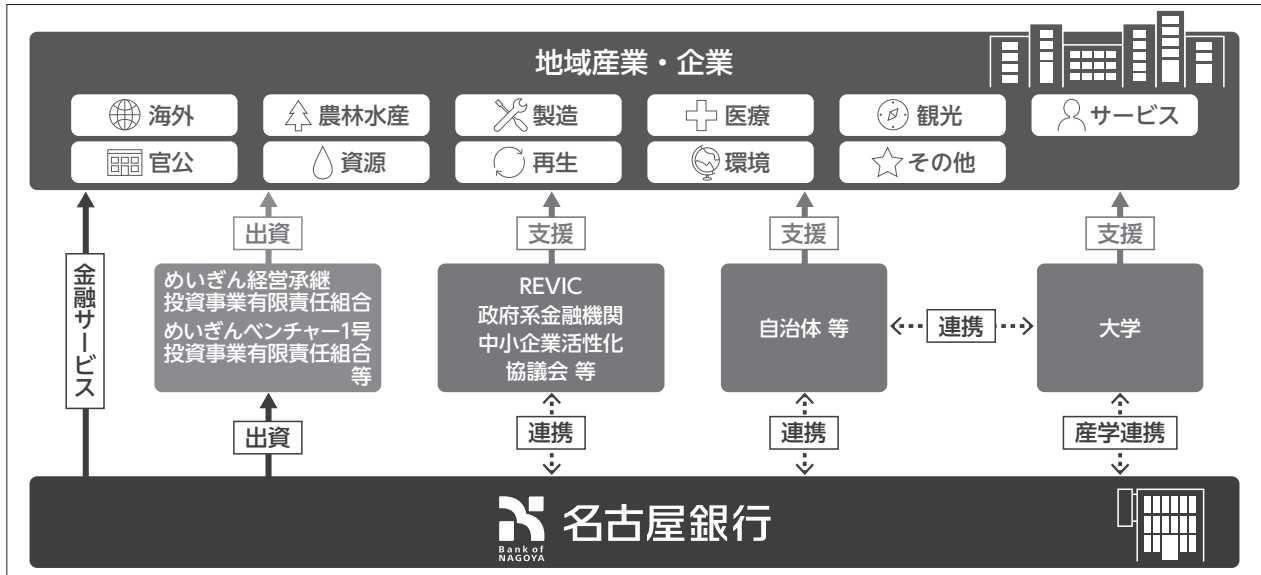 地域産業・企業
海外
農林水産
製造
医療
観光
サービス
官公
資源
再生
環境
その他
出資
支援
支援
支援
金融サービス
めいぎん経営承継
投資事業有限責任組合
めいぎんベンチャー1号
投資事業有限責任組合
等
REVIC
政府系金融機関
中小企業活性化
協議会 等
自治体 等
連携
大学
出資
連携
連携
産学連携
Bank of
NAGOYA
名古屋銀行